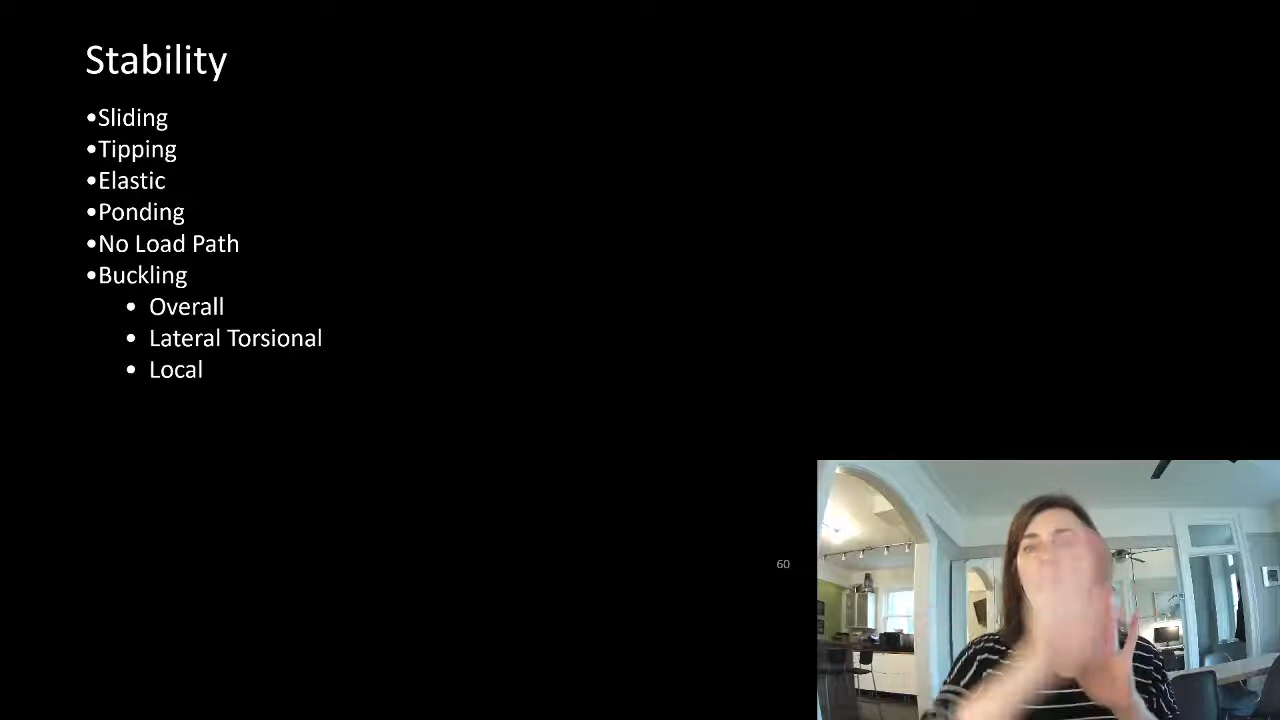 Stability
•Sliding
•Tipping
•Elastic
•Ponding
•No Load Path
•Buckling
• Overall
• Lateral Torsional
• Local
60